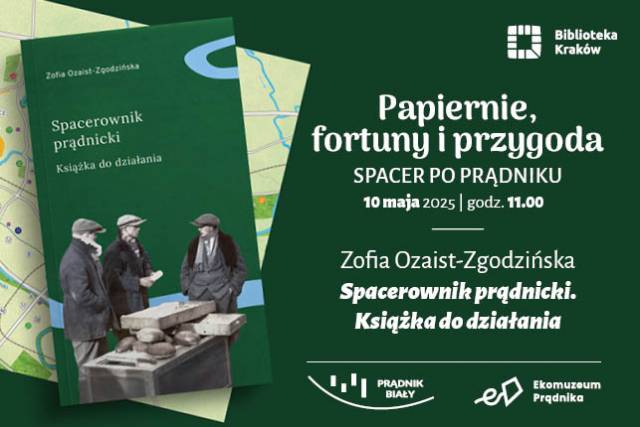 Zofia Ozaist-Zgodzińska
Spacerownik
prądnicki
Książka do działania
Biblioteka
Kraków
Papiernie,
fortuny i przygoda
SPACER PO PRĄDNIKU
10 maja 2025 | godz. 11.00
Zofia Ozaist-Zgodzińska
Spacerownik prądnicki.
Książka do działania
PRĄDNIK
BIAŁY
Ekomuzeum
Prądnika